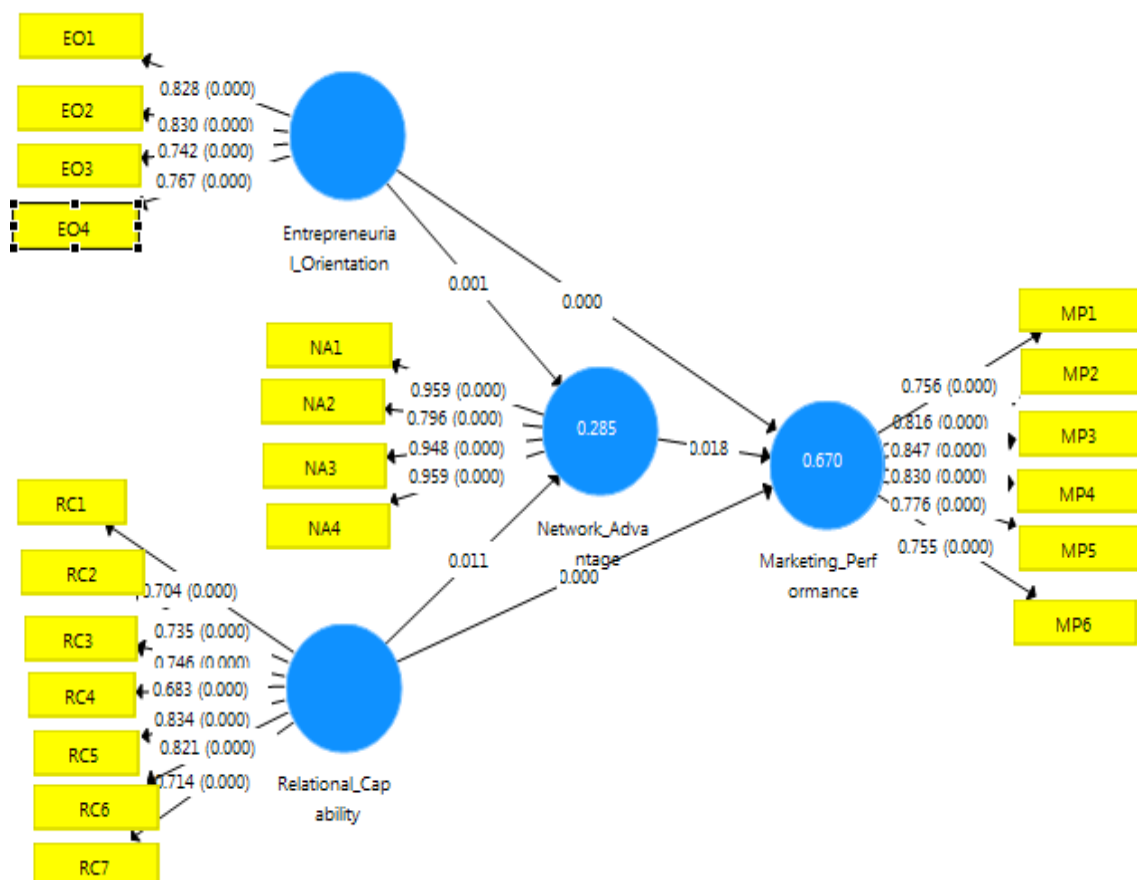 EO1
0.828 (0.000)
EO2
0.830 (0.000)
0.742 (0.000)
EO3
0.767 (0.000)
EO4
Entrepreneuria
l_Orientation
0.001
0.000
NA1
0.959 (0.000)
NA2
0.796 (0.000)
NA3
0.948 (0.000)
0.959 (0.000)
NA4
0.285
Network_Adva
ntage
0.018
0.670
Marketing_Perf
ormance
MP1
0.756 (0.000)
MP2
0.816 (0.000)
MP3
0.847 (0.000)
0.830 (0.000)
MP4
0.776 (0.000)
MP5
0.755 (0.000)
MP6
0.011
0.000
RC1
RC2
0.704 (0.000)
RC3
0.735 (0.000)
0.746 (0.000)
RC4
0.683 (0.000)
0.834 (0.000)
RC5
0.821 (0.000)
0.714 (0.000)
RC6
RC7
Relational_Cap
ability